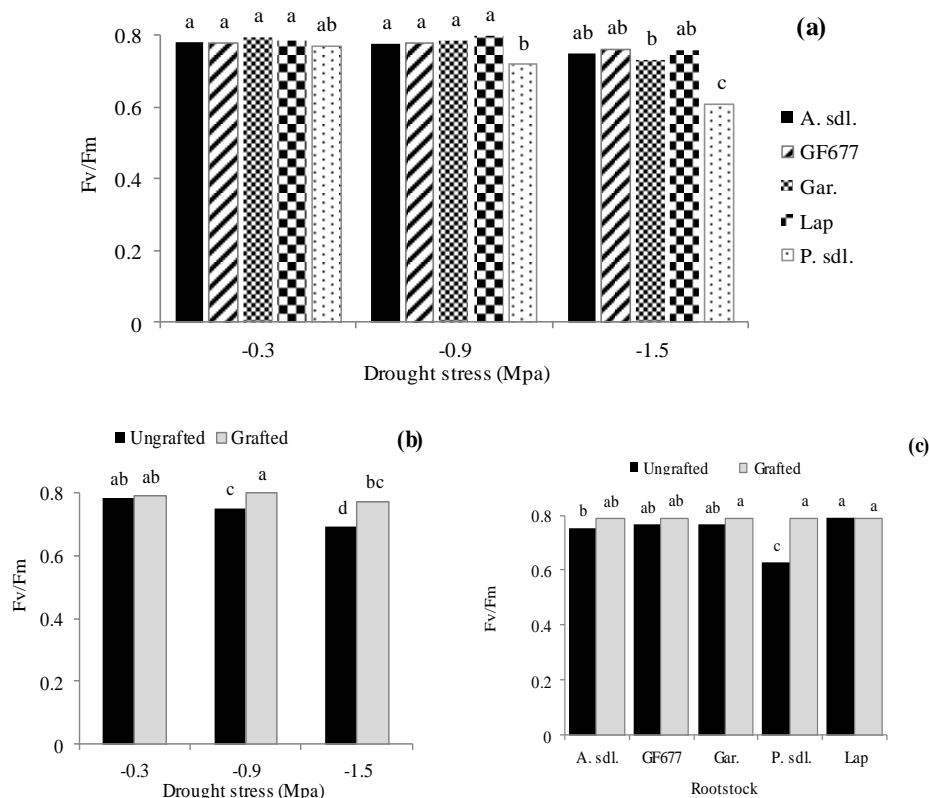 a a a a ab a a a a b ab ab b ab c
(a)
0.8
0.6
0.4
0.2
0
Fv/Fm
-0.3 -0.9 -1.5
Drought stress (Mpa)
A. sdl.
GF677
Gar.
Lap
P. sdl.
Ungrafted Grafted
(b)
ab ab c a d bc
0.8
0.6
0.4
0.2
0
Fv/Fm
-0.3 -0.9 -1.5
Drought stress (Mpa)
(c)
Ungrafted Grafted
b ab ab ab ab a c a a a
0.8
0.6
0.4
0.2
0
Fv/Fm
A. sdl. GF677 Gar. P. sdl. Lap
Rootstock